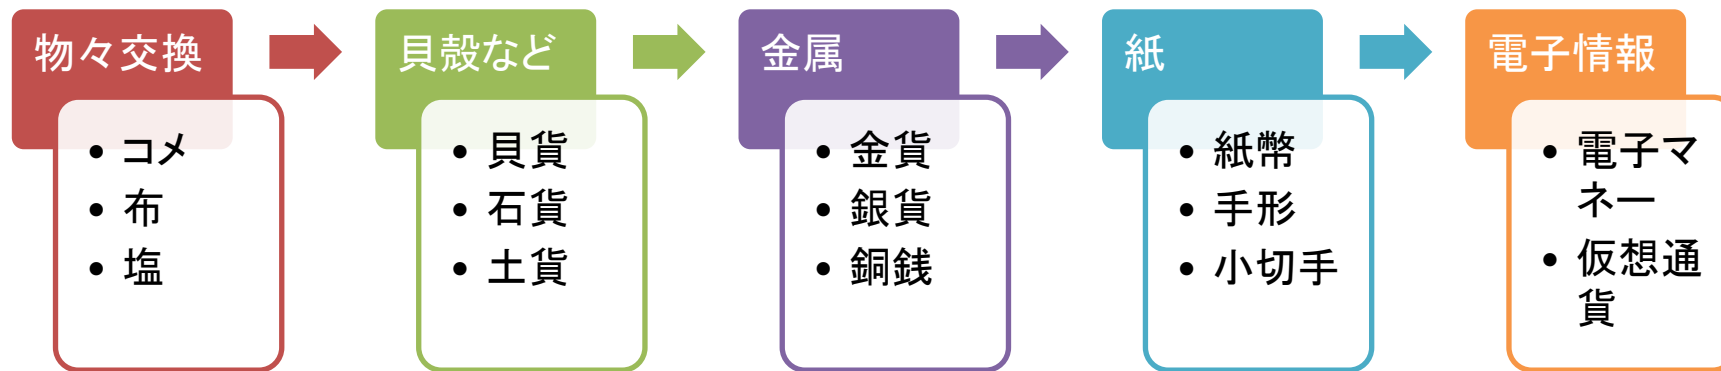 物々交換
• コメ
• 布
• 塩
貝殻など
• 貝貨
• 石貨
• 土貨
金属
• 金貨
• 銀貨
• 銅銭
紙
• 紙幣
• 手形
• 小切手
電子情報
• 電子マ
ネー
• 仮想通
貨